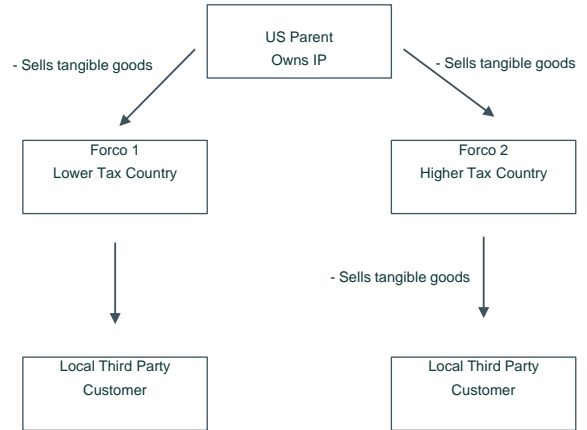 US Parent
Owns IP
- Sells tangible goods
- Sells tangible goods
Forco 1
Lower Tax Country
Forco 2
Higher Tax Country
- Sells tangible goods
Local Third Party
Customer
Local Third Party
Customer